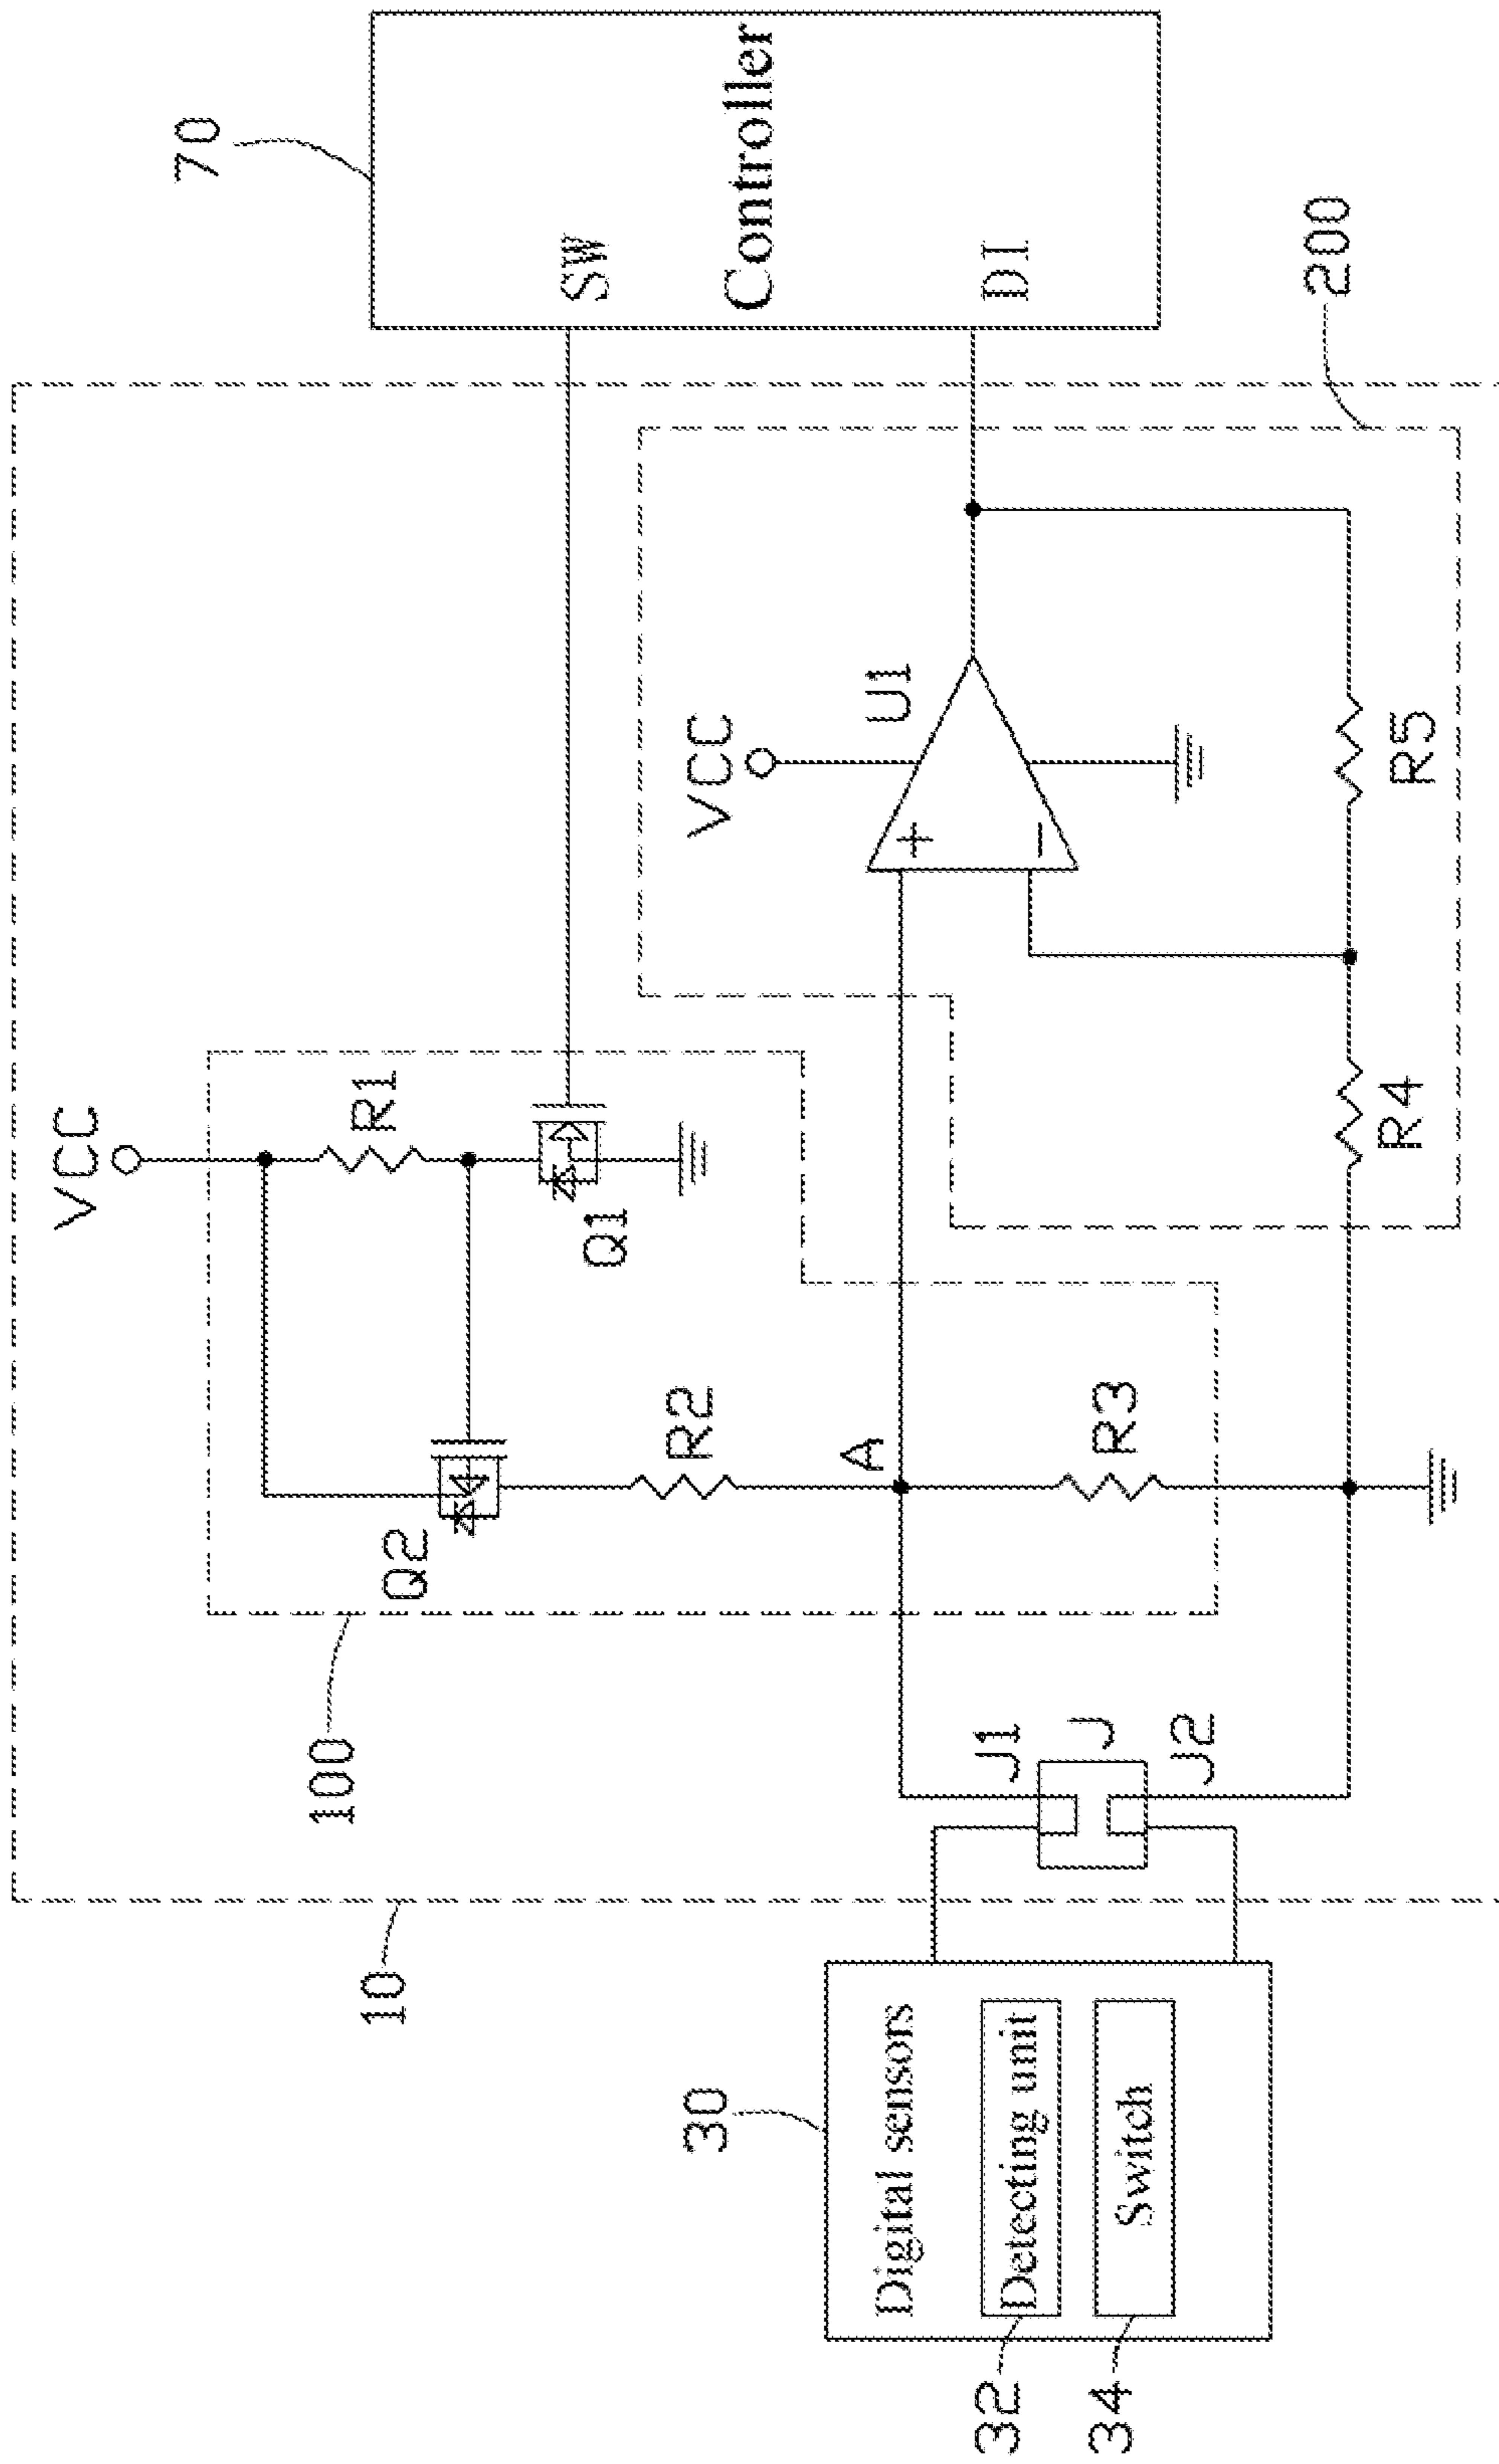 10
VCC
100
70
Q2
R1
SW
Q1
Controller
R2
VCC
U1
30
A
+
Digital sensors
J1
DI
Detecting unit
32
J
−
R3
Switch
34
J2
200
R4
R5